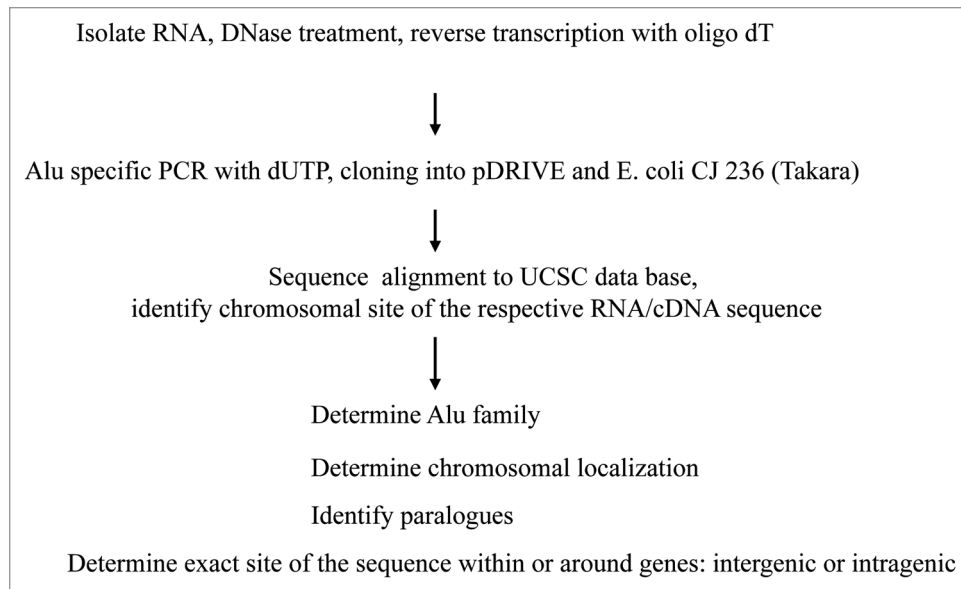 Isolate RNA, DNase treatment, reverse transcription with oligo dT
Alu specific PCR with dUTP, cloning into pDRIVE and E. coli CJ 236 (Takara)
Sequence alignment to UCSC data base,
identify chromosomal site of the respective RNA/cDNA sequence
Determine Alu family
Determine chromosomal localization
Identify paralogues
Determine exact site of the sequence within or around genes: intergenic or intragenic